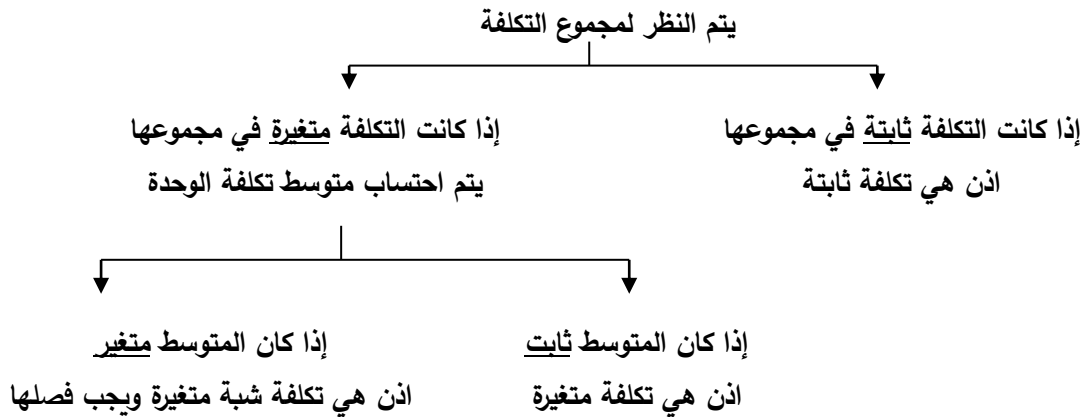 يتم النظر لمجموع التكلفة
إذا كانت التكلفة ثابتة في مجموعها
اذن هي تكلفة ثابتة
إذا كانت التكلفة متغيرة في مجموعها
يتم احتساب متوسط تكلفة الوحدة
إذا كان المتوسط ثابت
اذن هي تكلفة متغيرة
إذا كان المتوسط متغير
اذن هي تكلفة شبة متغيرة ويجب فصلها